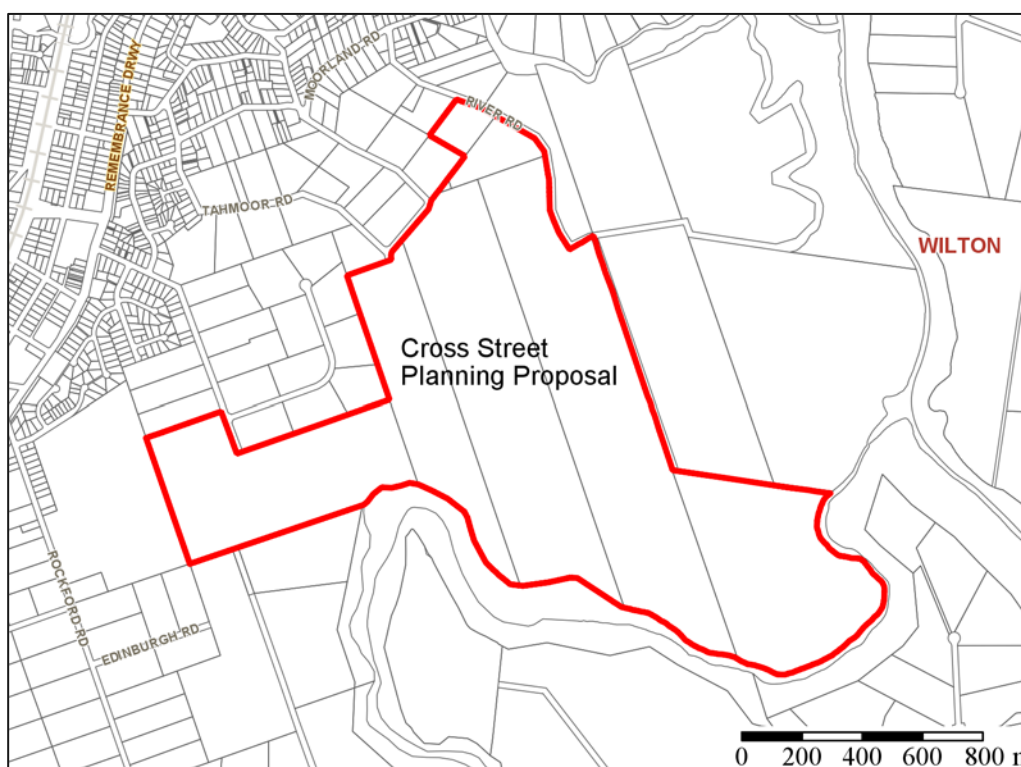 REMEMBRANCE DRWY
MOORLAND RD
RIVER RD
TAHMOOR RD
WILTON
Cross Street
Planning Proposal
ROCKFORD RD
EDINBURGH RD
0 200 400 600 800 m